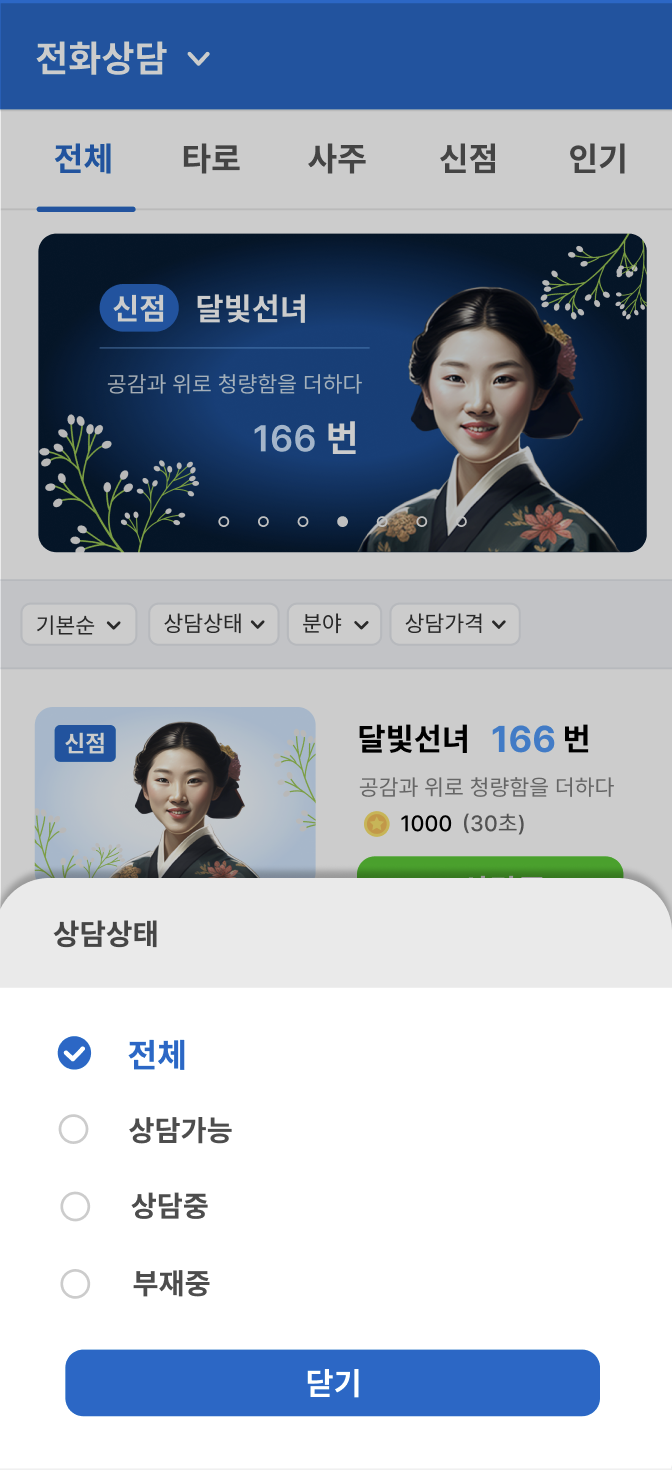 전화상담
전체 타로 사주 신점 인기
신점 달빛선녀
공감과 위로 청량함을 더하다
166 번
기본순 상담상태 분야 상담가격
신점
달빛선녀 166 번
공감과 위로 청량함을 더하다
1000 (30초)
상담상태
전체
상담가능
상담중
부재중
닫기